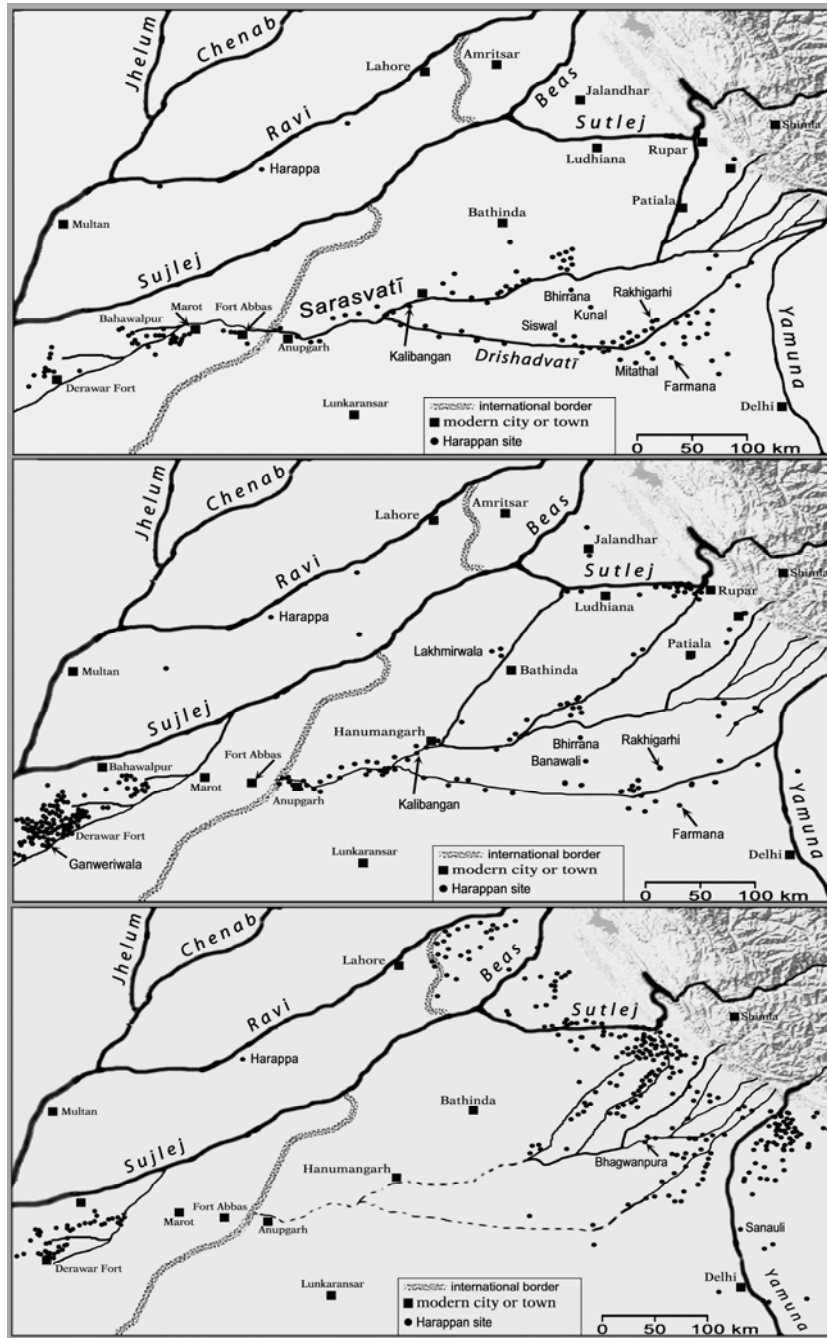 Jhelum
Chenab
Ravi
Lahore
Amritsar
Beas
Jalandhar
Sutlej
Ludhiana
Rupar
Shimla
Harappa
Multan
Bathinda
Patiala
Sujlej
Sarasvatī
Marot
Fort Abbas
Bahawalpur
Anupgarh
Kalibangan
Bhirrana
Kunal
Siswal
Rakhigarhi
Drishadvatī
Mitathal
Farmana
Yamuna
Derawar Fort
Lunkaransar
Delhi
international border
modern city or town
Harappan site
0 50 100 km
Jhelum
Chenab
Ravi
Lahore
Amritsar
Beas
Jalandhar
Sutlej
Ludhiana
Rupar
Shimla
Harappa
Lakhmirwala
Multan
Bathinda
Patiala
Sujlej
Hanumangarh
Bhirrana
Banawali
Rakhigarhi
Fort Abbas
Bahawalpur
Marot
Anupgarh
Kalibangan
Farmana
Yamuna
Derawar Fort
Ganweriwala
Lunkaransar
Delhi
international border
modern city or town
Harappan site
0 50 100 km
Jhelum
Chenab
Ravi
Lahore
Beas
Sutlej
Shimla
Harappa
Multan
Bathinda
Sujlej
Hanumangarh
Bhagwanpura
Fort Abbas
Marot
Anupgarh
Sanauli
Derawar Fort
Lunkaransar
Delhi
Yamuna
international border
modern city or town
Harappan site
0 50 100 km